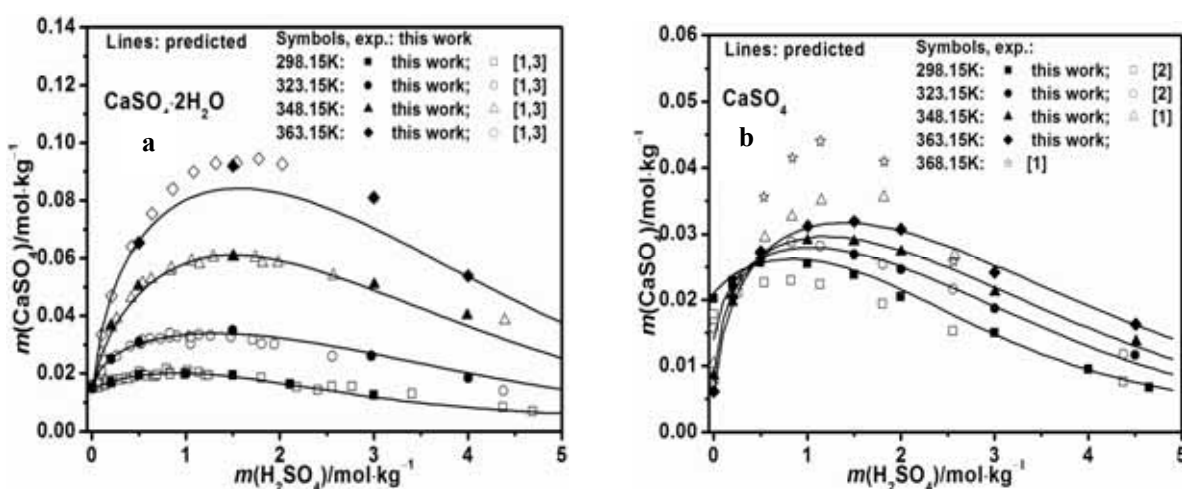 0.14
0.12
0.10
0.08
0.06
0.04
0.02
0.00
m(CaSO₄)/mol·kg⁻¹
Lines: predicted
Symbols, exp.: this work
298.15K: this work; [1,3]
323.15K: this work; [1,3]
348.15K: this work; [1,3]
363.15K: this work; [1,3]
CaSO₄·2H₂O
a
0 1 2 3 4 5
m(H₂SO₄)/mol·kg⁻¹
0.06
0.05
0.04
0.03
0.02
0.01
0.00
m(CaSO₄)/mol·kg⁻¹
Lines: predicted
Symbols, exp.:
298.15K: this work; [2]
323.15K: this work; [2]
348.15K: this work; [1]
363.15K: this work;
368.15K: [1]
CaSO₄
b
0 1 2 3 4 5
m(H₂SO₄)/mol·kg⁻¹